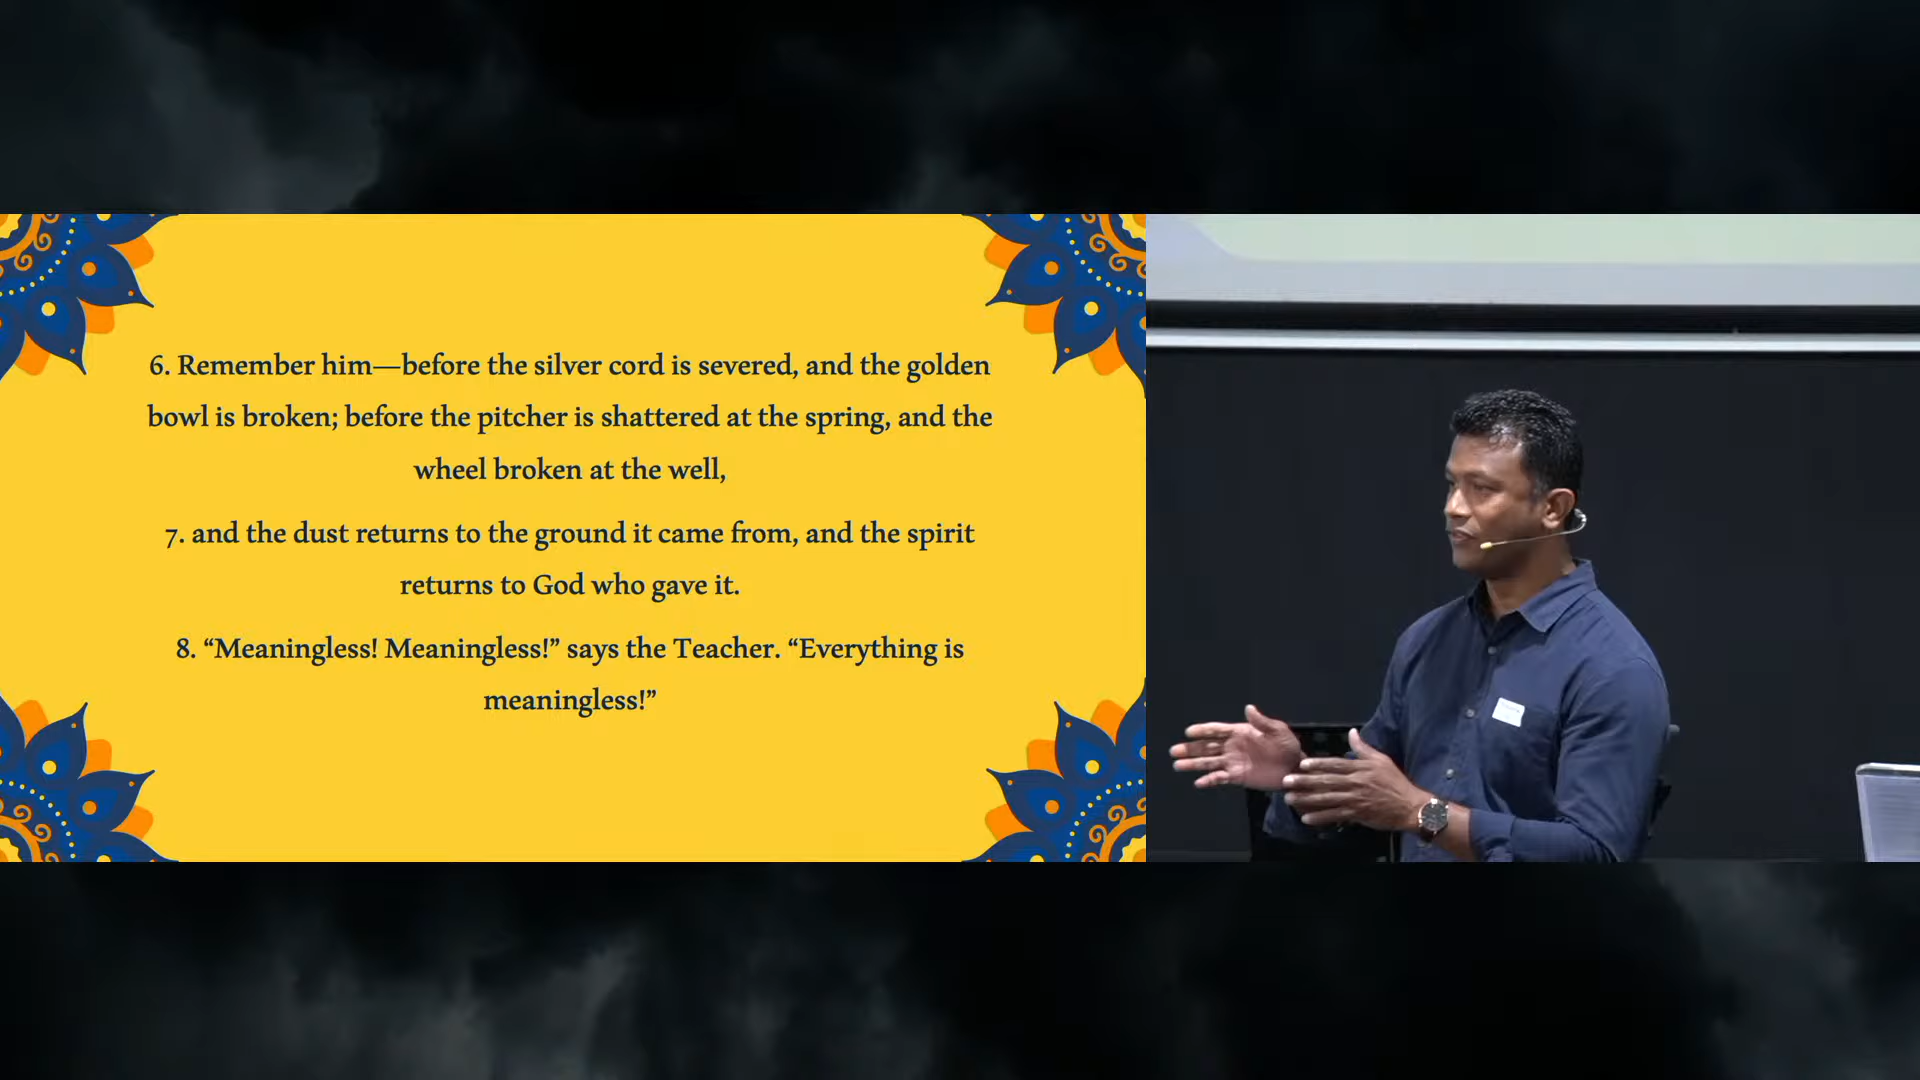 6. Remember him—before the silver cord is severed, and the golden
bowl is broken; before the pitcher is shattered at the spring, and the
wheel broken at the well,
7. and the dust returns to the ground it came from, and the spirit
returns to God who gave it.
8. “Meaningless! Meaningless!” says the Teacher. “Everything is
meaningless!”